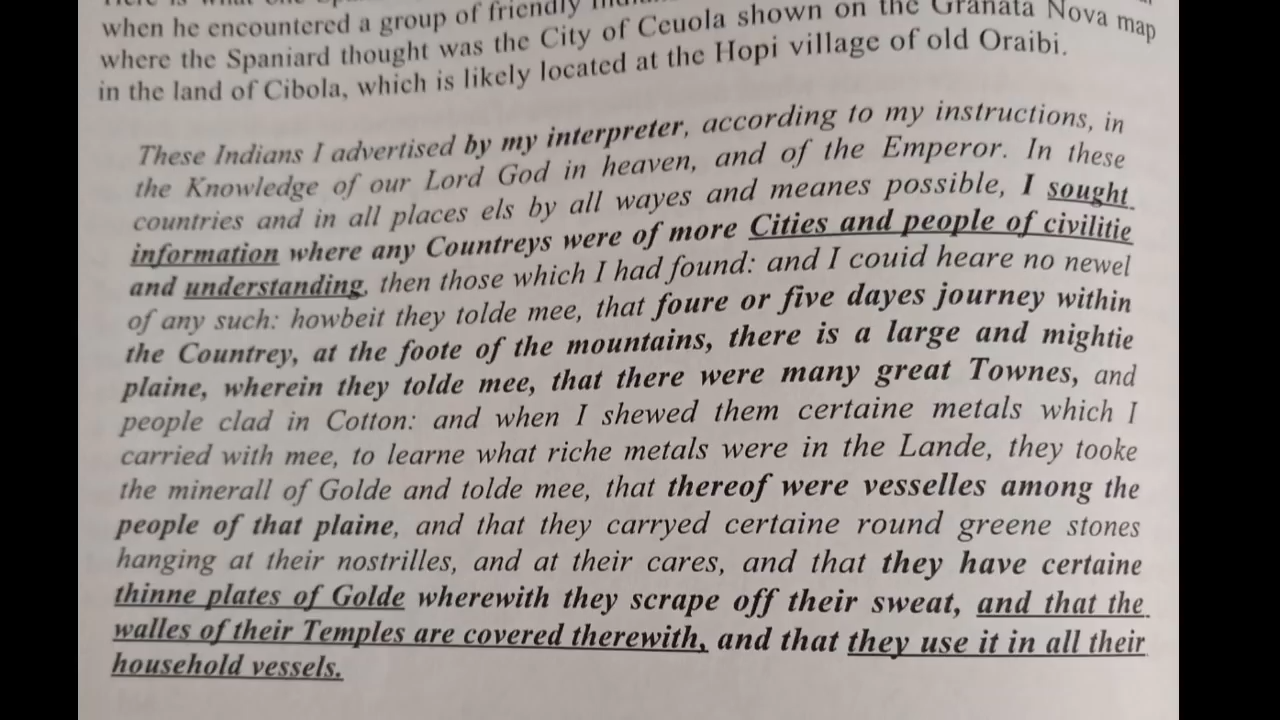 when he encountered a group of friendly
where the Spaniard thought was the City of Ceuola shown on the Granata Nova map
in the land of Cibola, which is likely located at the Hopi village of old Oraibi.
These Indians I advertised by my interpreter, according to my instructions, in
the Knowledge of our Lord God in heaven, and of the Emperor. In these
countries and in all places els by all wayes and meanes possible, I sought
information where any Countreys were of more Cities and people of civilitie
and understanding, then those which I had found: and I couid heare no newel
of any such: howbeit they tolde mee, that foure or five dayes journey within
the Countrey, at the foote of the mountains, there is a large and mightie
plaine, wherein they tolde mee, that there were many great Townes, and
people clad in Cotton: and when I shewed them certaine metals which I
carried with mee, to learne what riche metals were in the Lande, they tooke
the minerall of Golde and tolde mee, that thereof were vesselles among the
people of that plaine, and that they carryed certaine round greene stones
hanging at their nostrilles, and at their cares, and that they have certaine
thinne plates of Golde wherewith they scrape off their sweat, and that the
walles of their Temples are covered therewith, and that they use it in all their
household vessels.